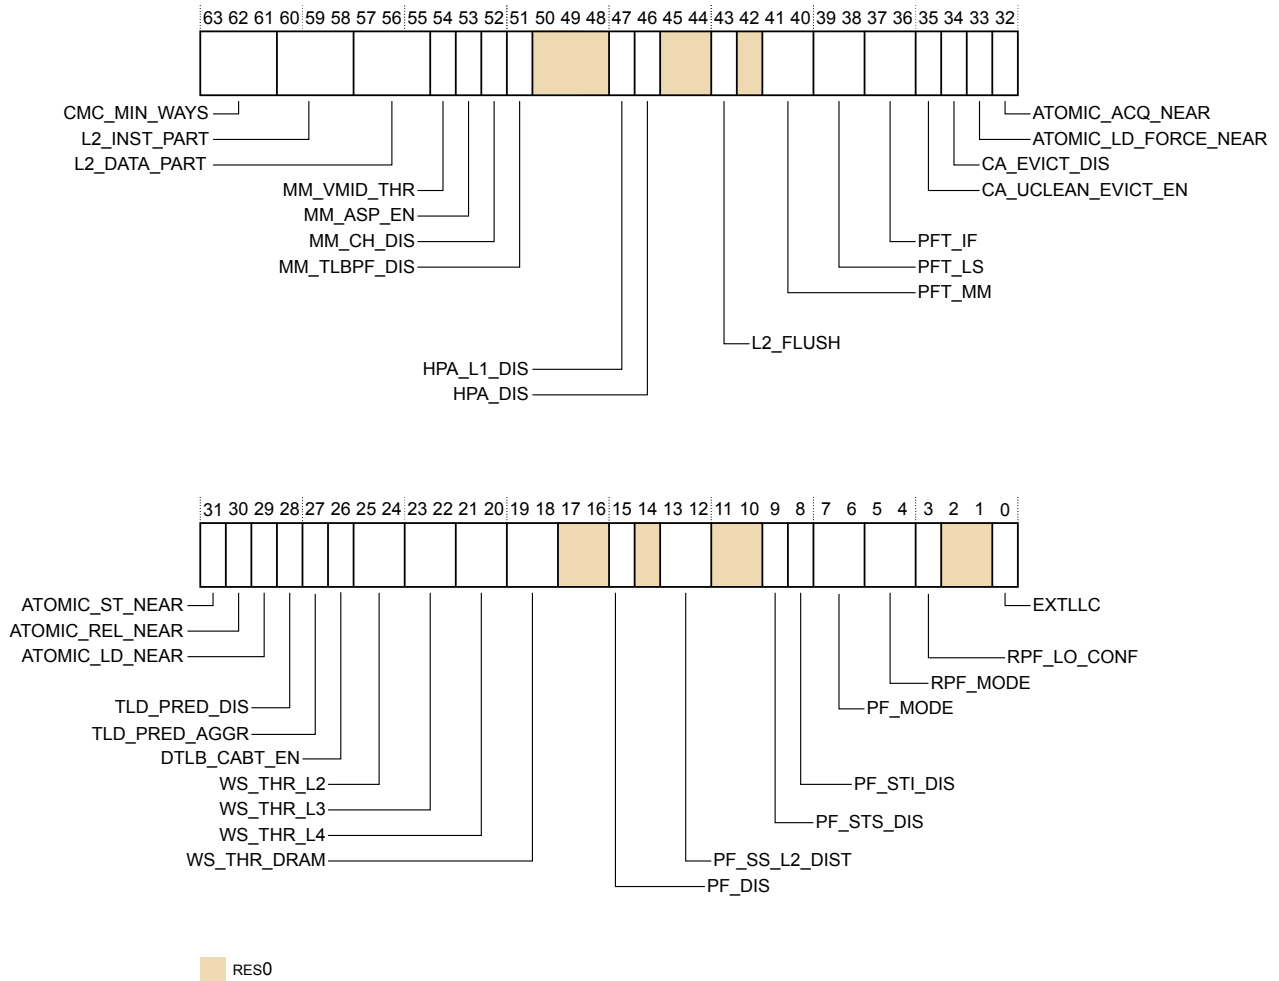 63 62 61 60 59 58 57 56 55 54 53 52 51 50 49 48 47 46 45 44 43 42 41 40 39 38 37 36 35 34 33 32
CMC_MIN_WAYS ATOMIC_ACQ_NEAR
L2_INST_PART ATOMIC_LD_FORCE_NEAR
L2_DATA_PART CA_EVICT_DIS
MM_VMID_THR CA_UCLEAN_EVICT_EN
MM_ASP_EN
MM_CH_DIS PFT_IF
MM_TLBPF_DIS PFT_LS
PFT_MM
L2_FLUSH
HPA_L1_DIS
HPA_DIS
31 30 29 28 27 26 25 24 23 22 21 20 19 18 17 16 15 14 13 12 11 10 9 8 7 6 5 4 3 2 1 0
ATOMIC_ST_NEAR EXTLLC
ATOMIC_REL_NEAR
ATOMIC_LD_NEAR RPF_LO_CONF
RPF_MODE
TLD_PRED_DIS PF_MODE
TLD_PRED_AGGR
DTLB_CABT_EN
WS_THR_L2 PF_STI_DIS
WS_THR_L3
PF_STS_DIS
WS_THR_L4
WS_THR_DRAM PF_SS_L2_DIST
PF_DIS
RES0